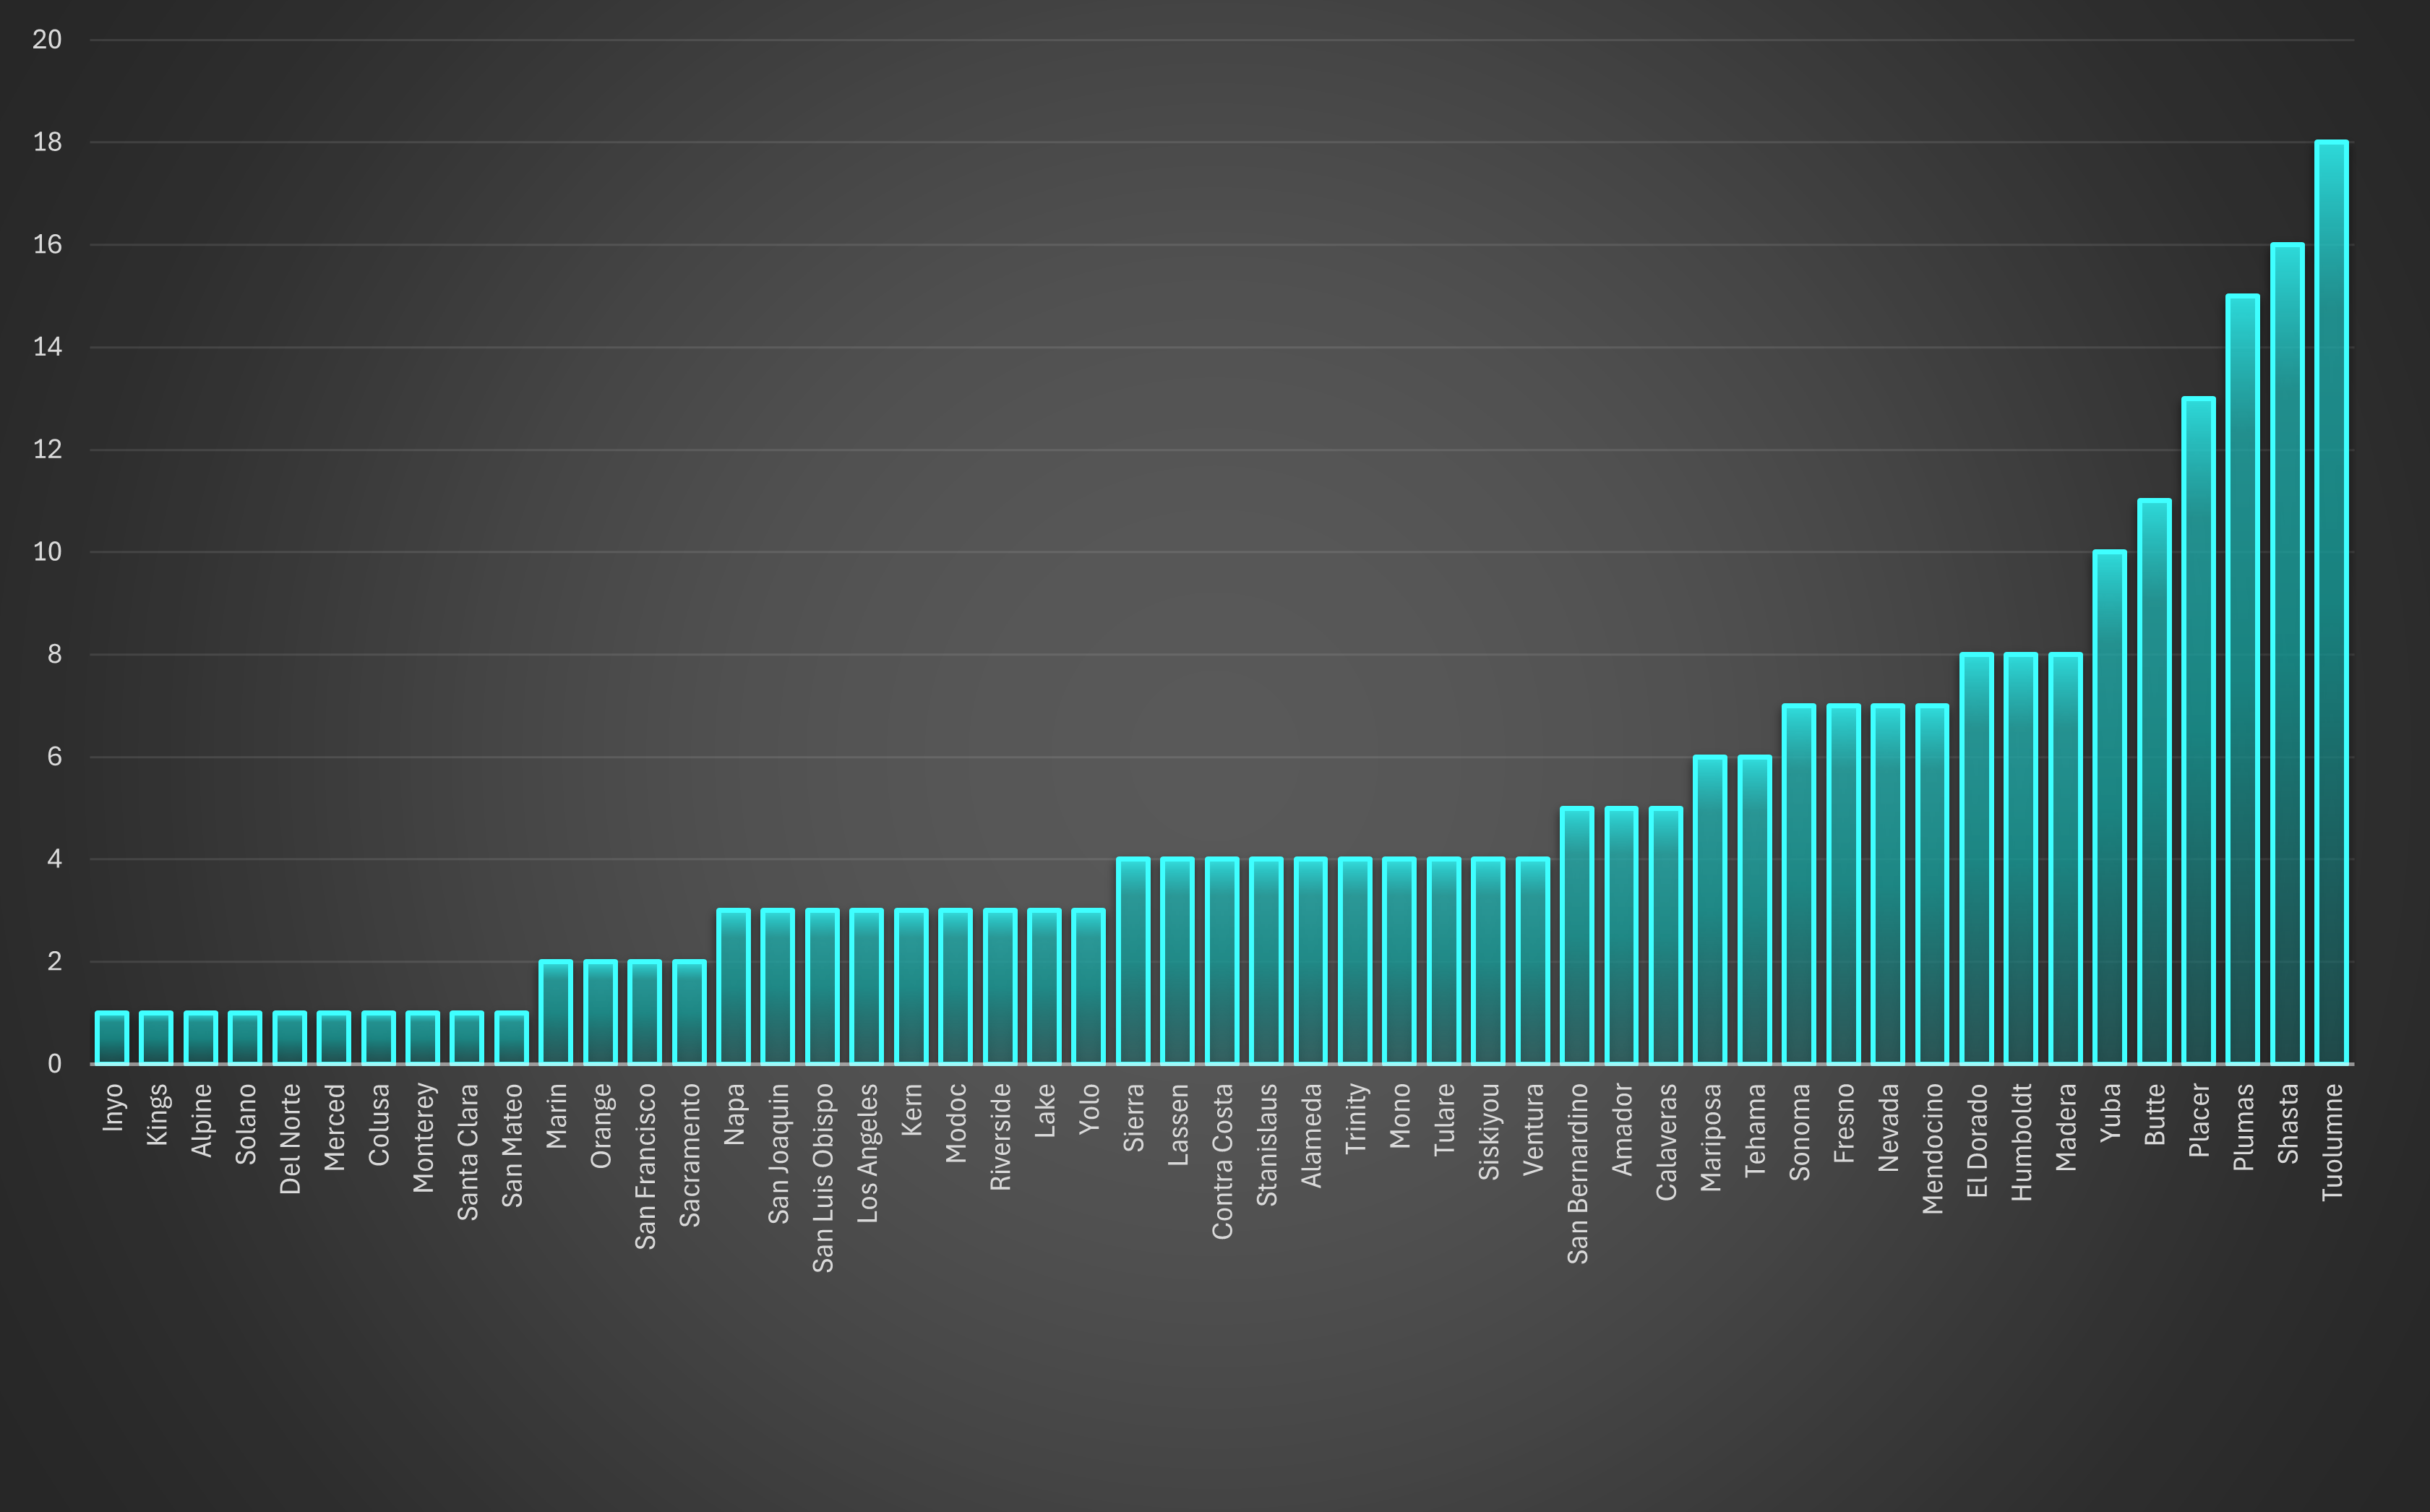 20
18
16
14
12
10
8
6
4
2
0
Inyo
Kings
Alpine
Solano
Del Norte
Merced
Colusa
Monterey
Santa Clara
San Mateo
Marin
Orange
San Francisco
Sacramento
Napa
San Joaquin
San Luis Obispo
Los Angeles
Kern
Modoc
Riverside
Lake
Yolo
Sierra
Lassen
Contra Costa
Stanislaus
Alameda
Trinity
Mono
Tulare
Siskiyou
Ventura
San Bernardino
Amador
Calaveras
Mariposa
Tehama
Sonoma
Fresno
Nevada
Mendocino
El Dorado
Humboldt
Madera
Yuba
Butte
Placer
Plumas
Shasta
Tuolumne